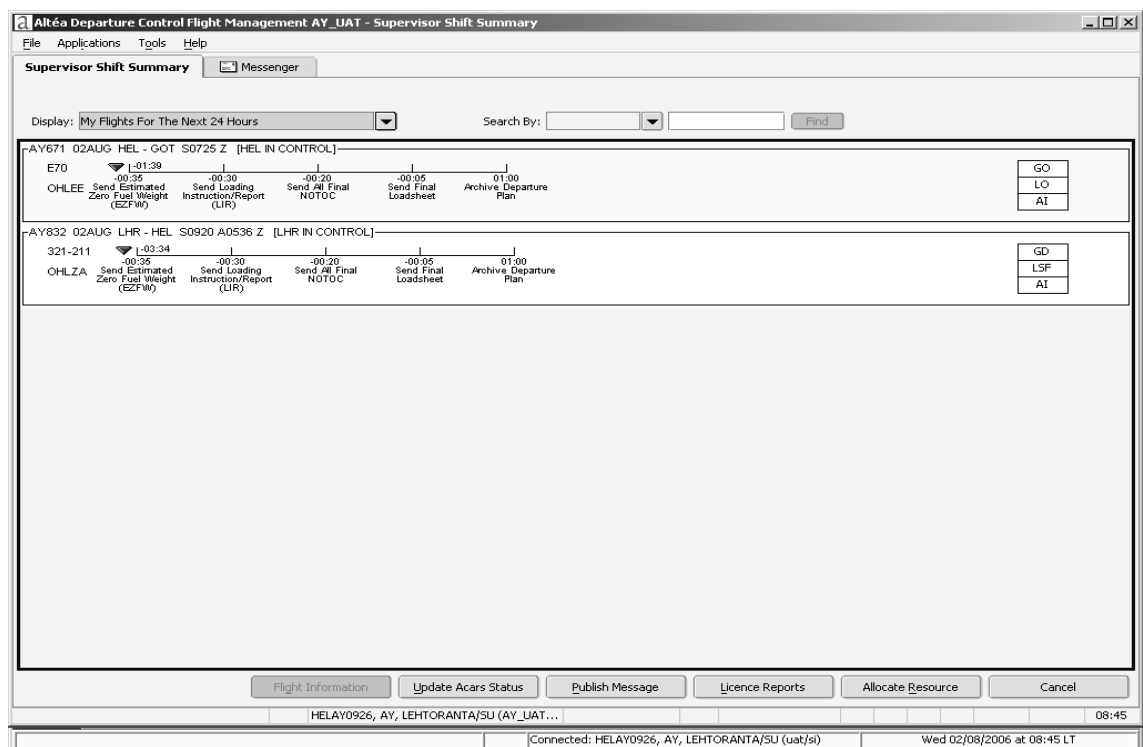 a Altéa Departure Control Flight Management AY_UAT - Supervisor Shift Summary
File Applications Tools Help
Supervisor Shift Summary Messenger
Display: My Flights For The Next 24 Hours Search By: Find
AY671 02AUG HEL - GOT S0725 Z [HEL IN CONTROL]
E70 -01:39 GO
-00:35 -00:30 -00:20 -00:05 01:00
OHLEE Send Estimated Send Loading Send All Final Send Final Archive Departure LO
Zero Fuel Weight Instruction/Report NOTOC Loadsheet Plan
(EZFW) (LIR) AI
AY832 02AUG LHR - HEL S0920 A0536 Z [LHR IN CONTROL]
321-211 -03:34 GD
-00:35 -00:30 -00:20 -00:05 01:00
OHLZA Send Estimated Send Loading Send All Final Send Final Archive Departure LSF
Zero Fuel Weight Instruction/Report NOTOC Loadsheet Plan
(EZFW) (LIR) AI
Flight Information Update Acars Status Publish Message Licence Reports Allocate Resource Cancel
HELAY0926, AY, LEHTORANTA/SU (AY_UAT... 08:45
Connected: HELAY0926, AY, LEHTORANTA/SU (uat/si) Wed 02/08/2006 at 08:45 LT